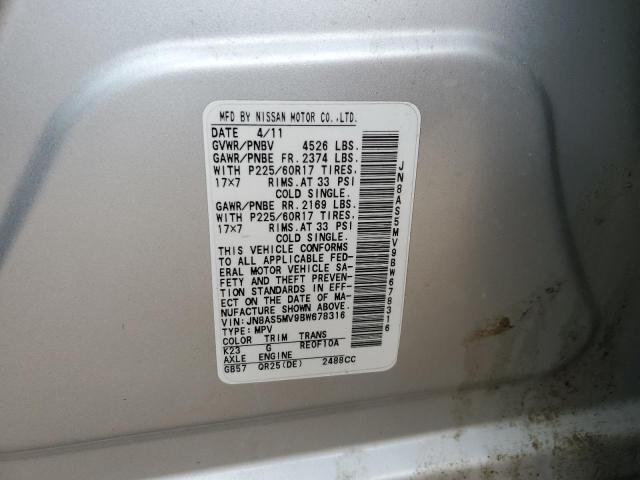 MFD BY NISSAN MOTOR CO.,LTD.
DATE 4/11
GVWR/PNBV 4526 LBS.
GAWR/PNBE FR. 2374 LBS.
WITH P225/60R17 TIRES,
17×7 RIMS.AT 33 PSI
COLD SINGLE.
GAWR/PNBE RR. 2169 LBS.
WITH P225/60R17 TIRES,
17×7 RIMS.AT 33 PSI
COLD SINGLE.
THIS VEHICLE CONFORMS
TO ALL APPLICABLE FED-
ERAL MOTOR VEHICLE SA-
FETY AND THEFT PREVEN-
TION STANDARDS IN EFF-
ECT ON THE DATE OF MA-
NUFACTURE SHOWN ABOVE.
VIN: JN8AS5MV9BW678316
TYPE: MPV
COLOR TRIM TRANS
K23 G RE0F10A
AXLE ENGINE
GB57 QR25(DE) 2488CC
JN8AS5MV9BW678316